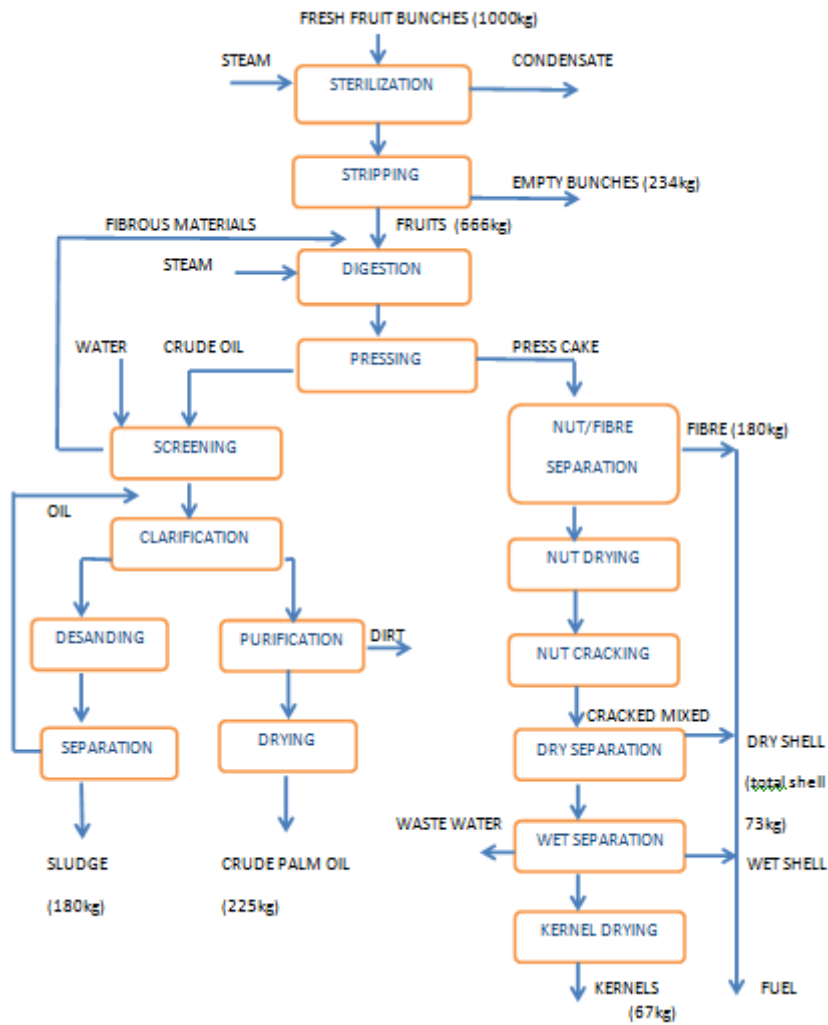 FRESH FRUIT BUNCHES (1000kg)
STEAM
CONDENSATE
STERILIZATION
STRIPPING
EMPTY BUNCHES (234kg)
FIBROUS MATERIALS
FRUITS (666kg)
STEAM
DIGESTION
WATER
CRUDE OIL
PRESSING
PRESS CAKE
NUT/FIBRE
SEPARATION
FIBRE (180kg)
SCREENING
OIL
CLARIFICATION
NUT DRYING
DESANDING
PURIFICATION
DIRT
NUT CRACKING
CRACKED MIXED
SEPARATION
DRYING
DRY SEPARATION
DRY SHELL
(total shell
73kg)
WASTE WATER
WET SEPARATION
WET SHELL
SLUDGE
(180kg)
CRUDE PALM OIL
(225kg)
KERNEL DRYING
KERNELS
(67kg)
FUEL